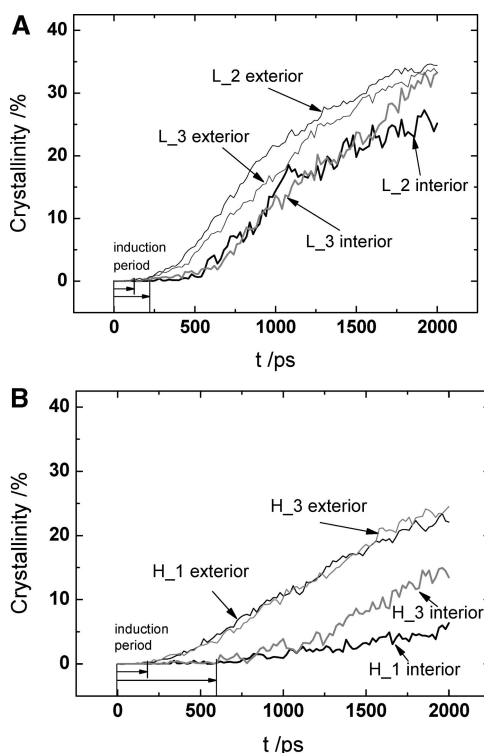 A
40
30
20
10
0
Crystallinity /%
L_2 exterior
L_3 exterior
L_2 interior
L_3 interior
induction
period
0 500 1000 1500 2000
t /ps
B
40
30
20
10
0
Crystallinity /%
H_3 exterior
H_1 exterior
H_3 interior
H_1 interior
induction
period
0 500 1000 1500 2000
t /ps